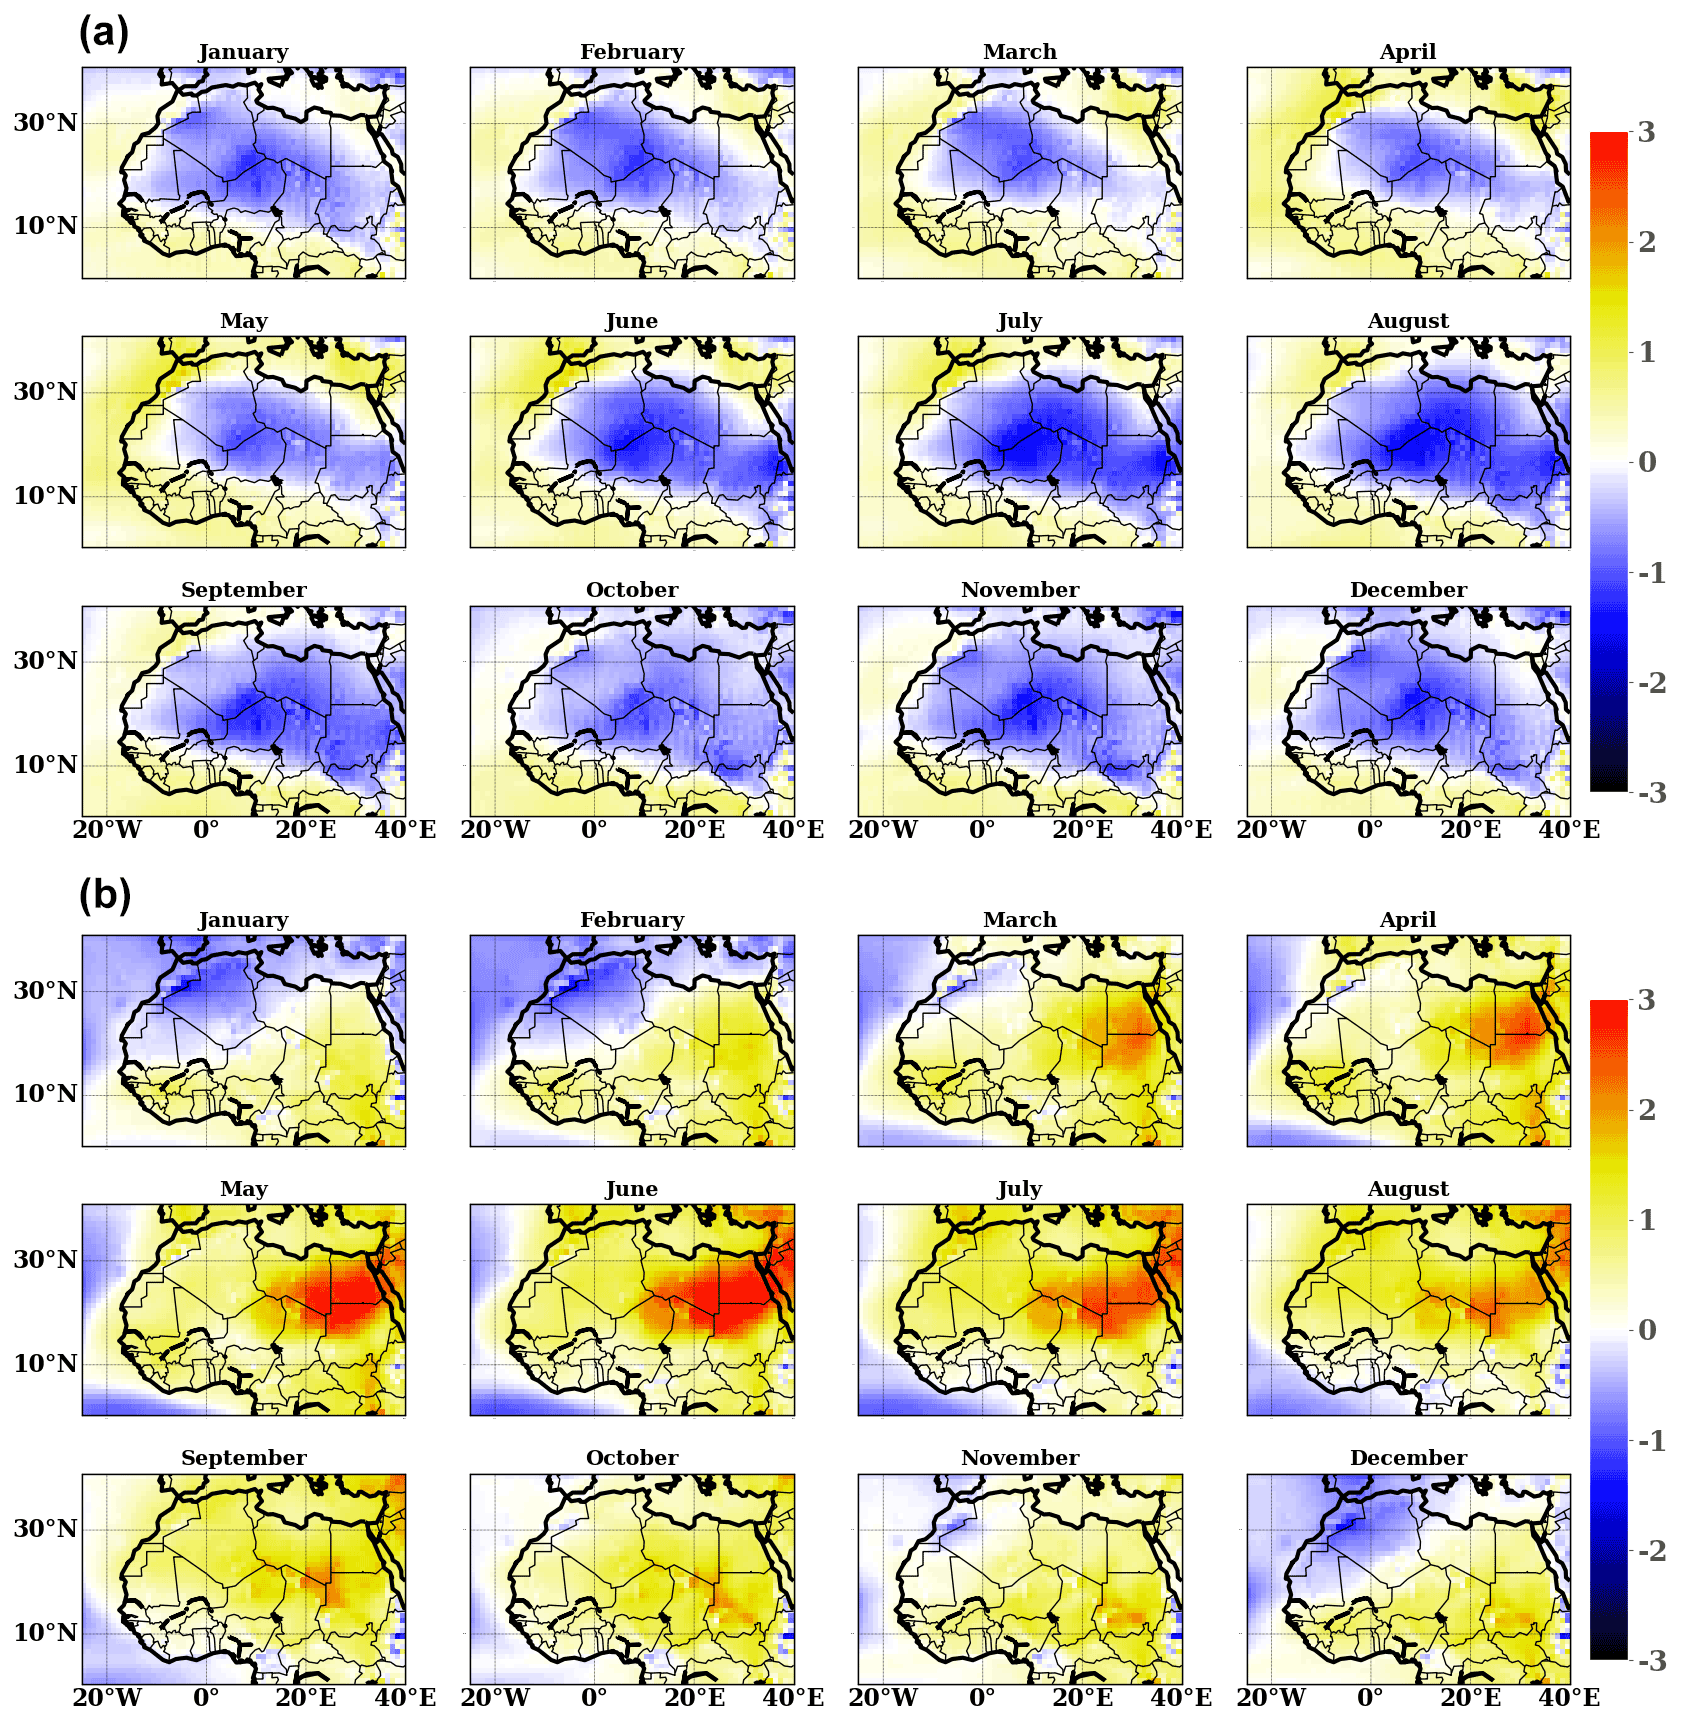 (a)
January February March April
30°N
3
2
10°N
May June July August
1
30°N
0
10°N
-1
September October November December
30°N
-2
10°N
-3
20°W 0° 20°E 40°E 20°W 0° 20°E 40°E 20°W 0° 20°E 40°E 20°W 0° 20°E 40°E
(b)
January February March April
30°N
3
10°N
2
May June July August
1
30°N
0
10°N
-1
September October November December
30°N
-2
10°N
-3
20°W 0° 20°E 40°E 20°W 0° 20°E 40°E 20°W 0° 20°E 40°E 20°W 0° 20°E 40°E